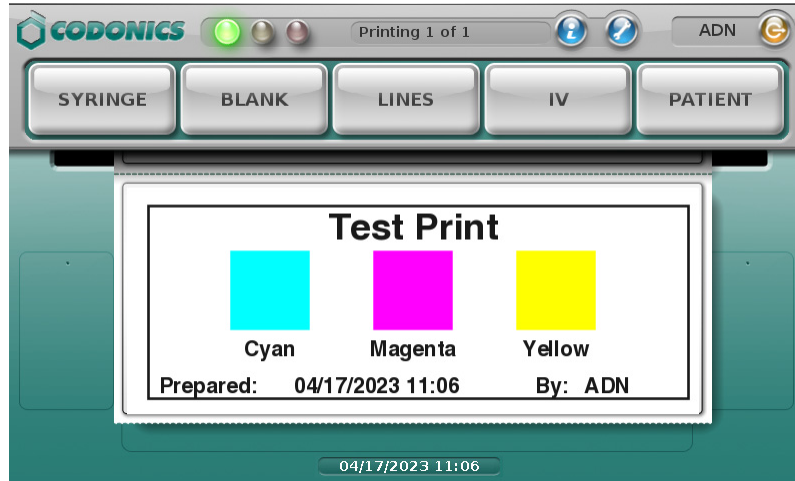 CODONICS Printing 1 of 1 ADN
SYRINGE BLANK LINES IV PATIENT
Test Print
Cyan Magenta Yellow
Prepared: 04/17/2023 11:06 By: ADN
04/17/2023 11:06